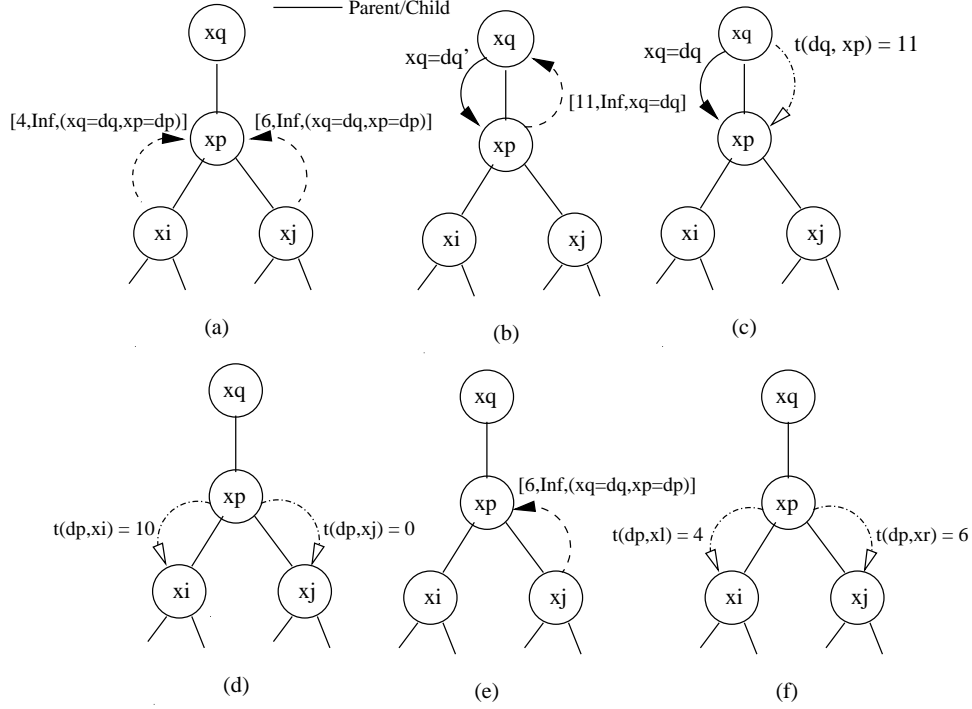 Parent/Child
xq
[4,Inf,(xq=dq,xp=dp)]
[6,Inf,(xq=dq,xp=dp)]
xp
xi
xj
(a)
xq
xq=dq'
[11,Inf,xq=dq]
xp
xi
xj
(b)
xq
xq=dq
t(dq, xp) = 11
xp
xi
xj
(c)
xq
xp
t(dp,xi) = 10
t(dp,xj) = 0
xi
xj
(d)
xq
xp
[6,Inf,(xq=dq,xp=dp)]
xi
xj
(e)
xq
xp
t(dp,xl) = 4
t(dp,xr) = 6
xi
xj
(f)